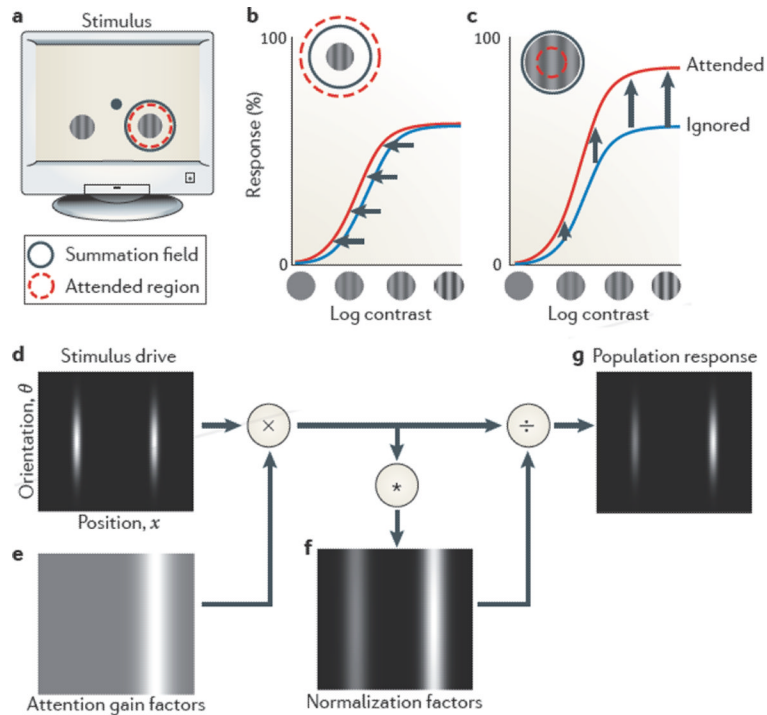 a
Stimulus
Summation field
Attended region
b
100
Response (%)
0
Log contrast
c
100
Attended
Ignored
0
Log contrast
d
Stimulus drive
Orientation, θ
Position, x
×
*
÷
g
Population response
e
Attention gain factors
f
Normalization factors